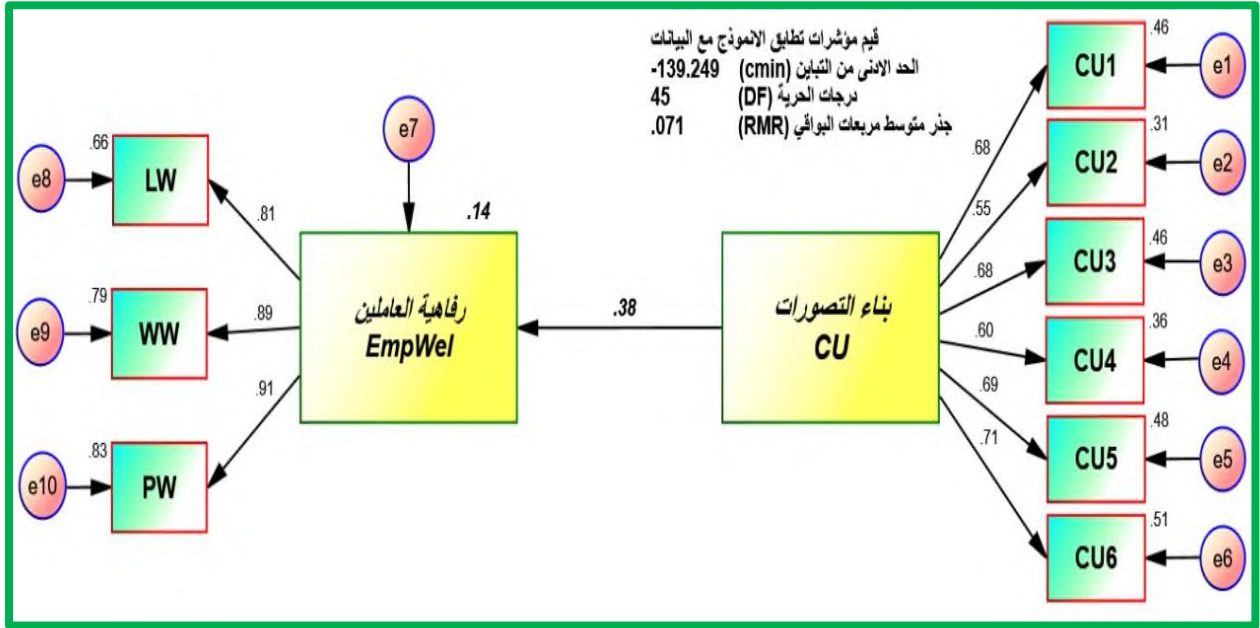 قيم مؤشرات تطابق الانموذج مع البيانات
الحد الادنى من التباين (cmin) -139.249
درجات الحرية (DF) 45
جذر متوسط مربعات البواقي (RMR) .071
e7
e8
.66
LW
.81
e9
.79
WW
.89
e10
.83
PW
.91
.14
رفاهية العاملين
EmpWel
.38
بناء التصورات
CU
.68
CU1
.46
e1
.55
CU2
.31
e2
.68
CU3
.46
e3
.60
CU4
.36
e4
.69
CU5
.48
e5
.71
CU6
.51
e6